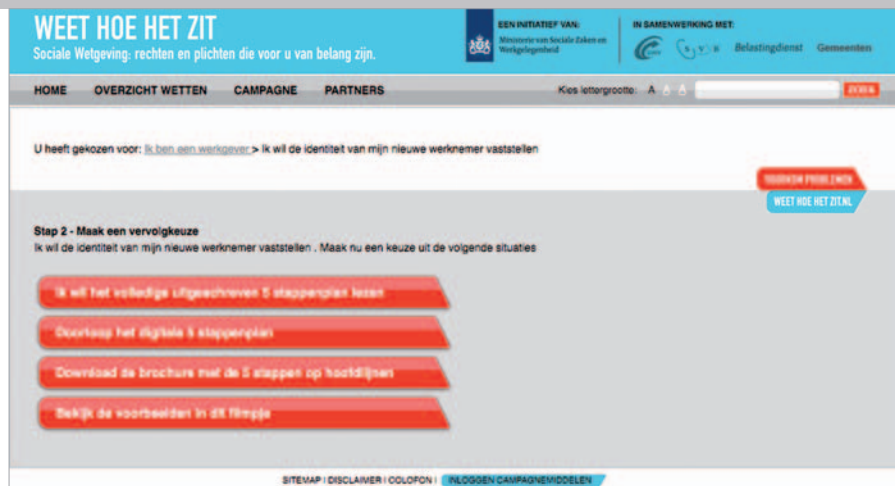 WEET HOE HET ZIT
Sociale Wetgeving: rechten en plichten die voor u van belang zijn.
EEN INITIATIEF VAN:
Ministerie van Sociale Zaken en
Werkgelegenheid
IN SAMENWERKING MET:
SVB Belastingdienst Gemeenten
HOME OVERZICHT WETTEN CAMPAGNE PARTNERS
Kies lettergrootte: A A A ZOEK
U heeft gekozen voor: Ik ben een werkgever > Ik wil de identiteit van mijn nieuwe werknemer vaststellen
VOORKOM PROBLEMEN
WEET HOE HET ZIT.NL
Stap 2 - Maak een vervolgkeuze
Ik wil de identiteit van mijn nieuwe werknemer vaststellen . Maak nu een keuze uit de volgende situaties
Ik wil het volledige uitgeschreven 5 stappenplan lezen
Doorloop het digitale 5 stappenplan
Download de brochure met de 5 stappen op hoofdlijnen
Bekijk de voorbeelden in dit filmpje
SITEMAP | DISCLAIMER | COLOFON | INLOGGEN CAMPAGNEMIDDELEN